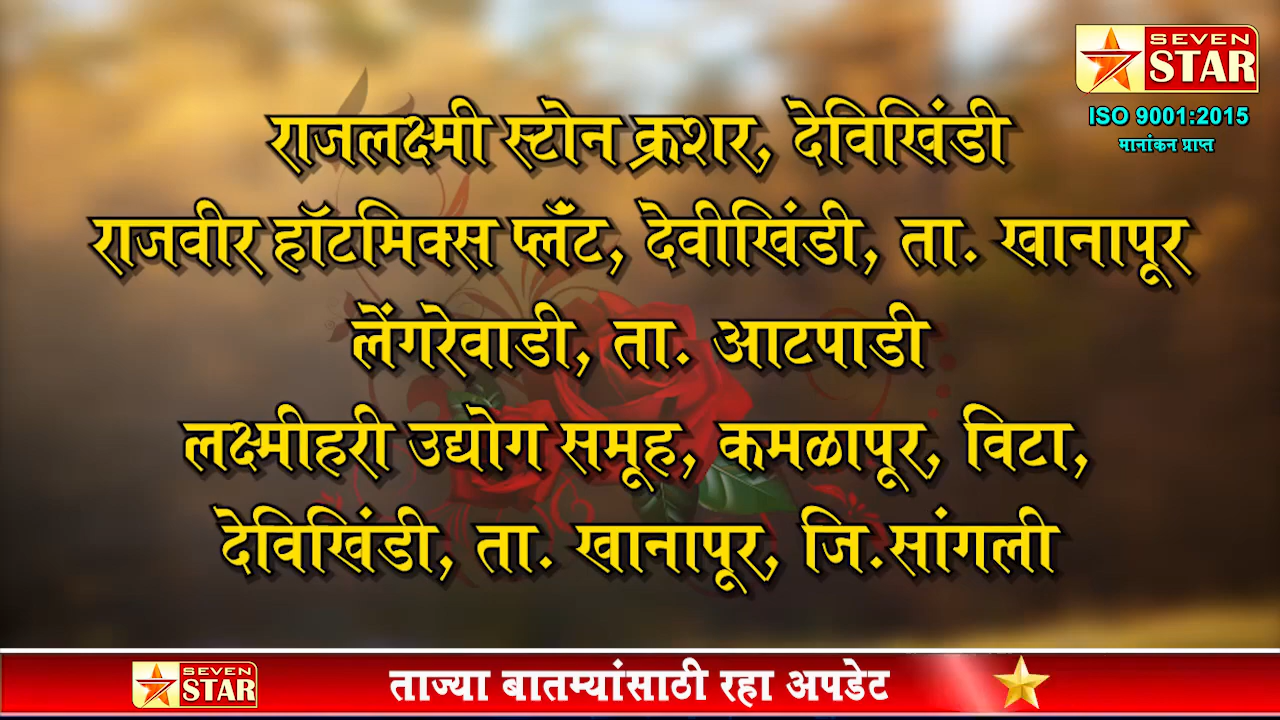 SEVEN
STAR
ISO 9001:2015
मानांकन प्राप्त
राजलक्ष्मी स्टोन क्रशर, देविखिंडी
राजवीर हॉटमिक्स प्लँट, देवीखिंडी, ता. खानापूर
लेंगरेवाडी, ता. आटपाडी
लक्ष्मीहरी उद्योग समूह, कमळापूर, विटा,
देविखिंडी, ता. खानापूर, जि.सांगली
SEVEN
STAR
ताज्या बातम्यांसाठी रहा अपडेट